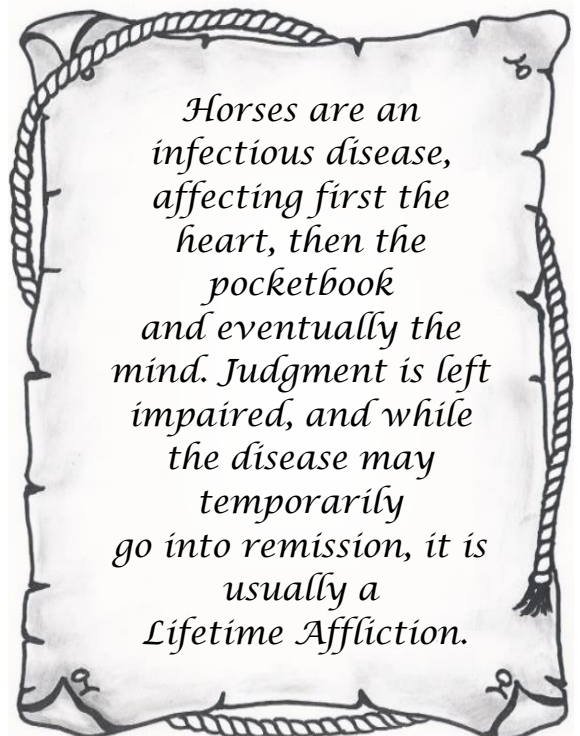 Horses are an
infectious disease,
affecting first the
heart, then the
pocketbook
and eventually the
mind. Judgment is left
impaired, and while
the disease may
temporarily
go into remission, it is
usually a
Lifetime Affliction.